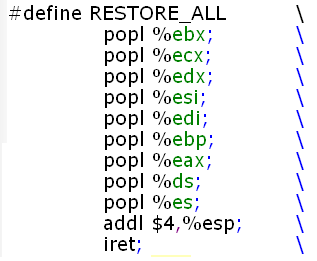 #define RESTORE_ALL \
popl %ebx; \
popl %ecx; \
popl %edx; \
popl %esi; \
popl %edi; \
popl %ebp; \
popl %eax; \
popl %ds; \
popl %es; \
addl $4,%esp; \
iret; \